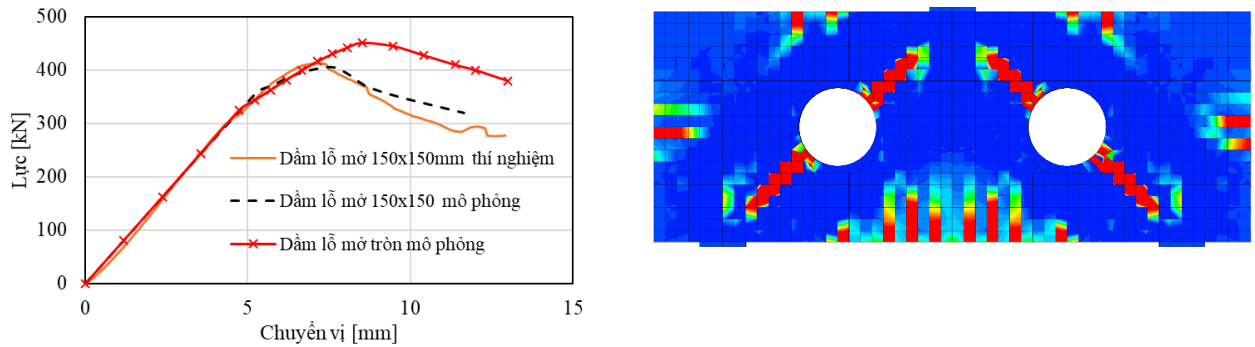 500
400
300
200
100
0
Lực [kN]
Dầm lỗ mở 150x150mm thí nghiệm
Dầm lỗ mở 150x150 mô phỏng
Dầm lỗ mở tròn mô phỏng
0 5 10 15
Chuyển vị [mm]